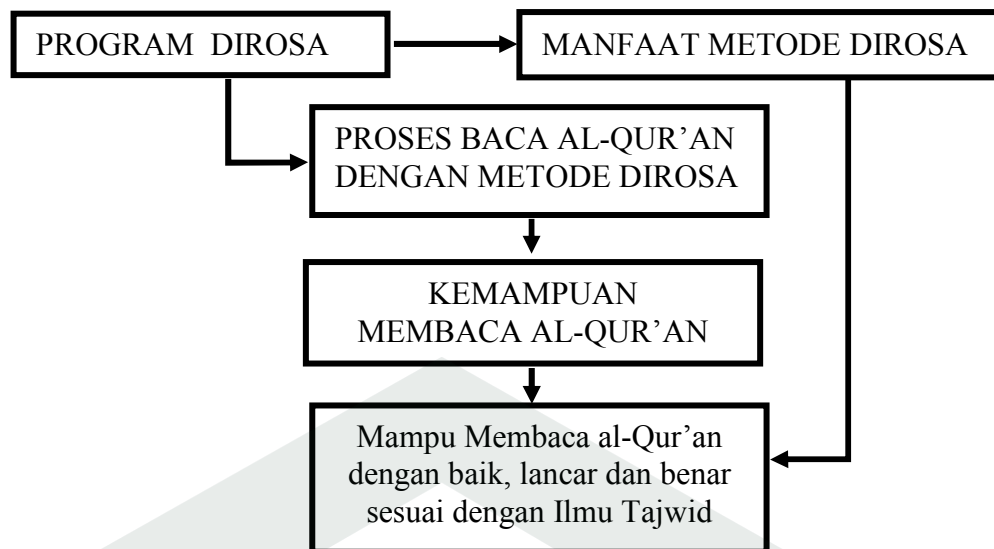 PROGRAM DIROSA
MANFAAT METODE DIROSA
PROSES BACA AL-QUR’AN
DENGAN METODE DIROSA
KEMAMPUAN
MEMBACA AL-QUR’AN
Mampu Membaca al-Qur’an
dengan baik, lancar dan benar
sesuai dengan Ilmu Tajwid